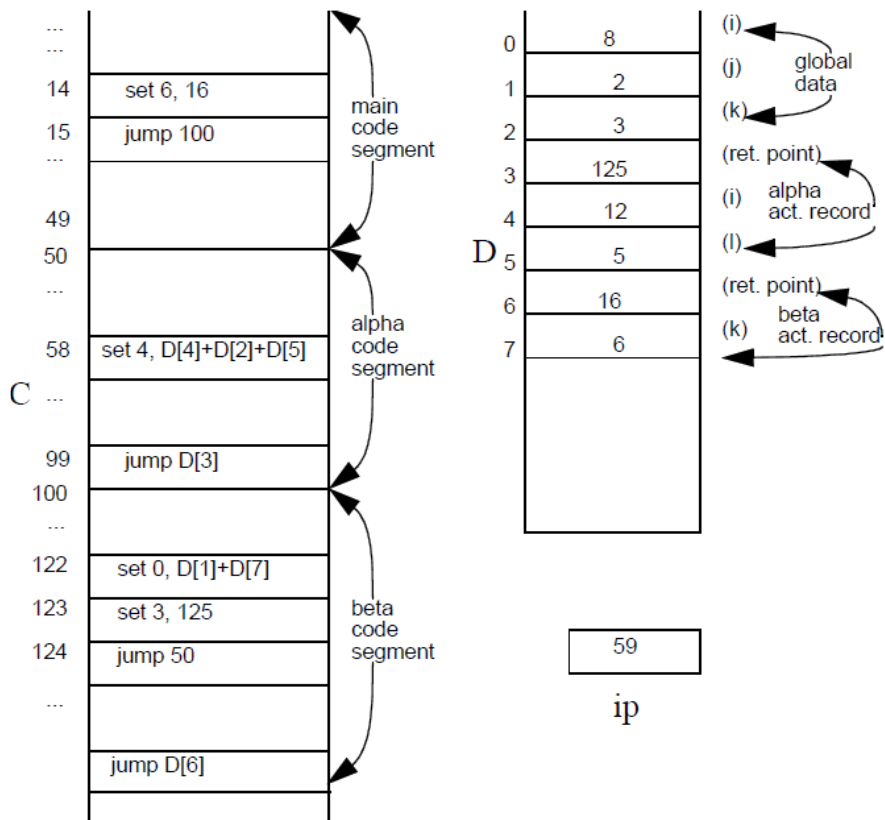 ...
...
14
set 6, 16
15
jump 100
...
49
50
...
58
set 4, D[4]+D[2]+D[5]
C
...
99
jump D[3]
100
...
122
set 0, D[1]+D[7]
123
set 3, 125
124
jump 50
...
jump D[6]
main
code
segment
alpha
code
segment
beta
code
segment
0
8
(i)
1
2
(j)
global
data
2
3
(k)
3
125
(ret. point)
4
12
(i)
alpha
act. record
D
5
5
(l)
6
16
(ret. point)
7
6
(k)
beta
act. record
59
ip